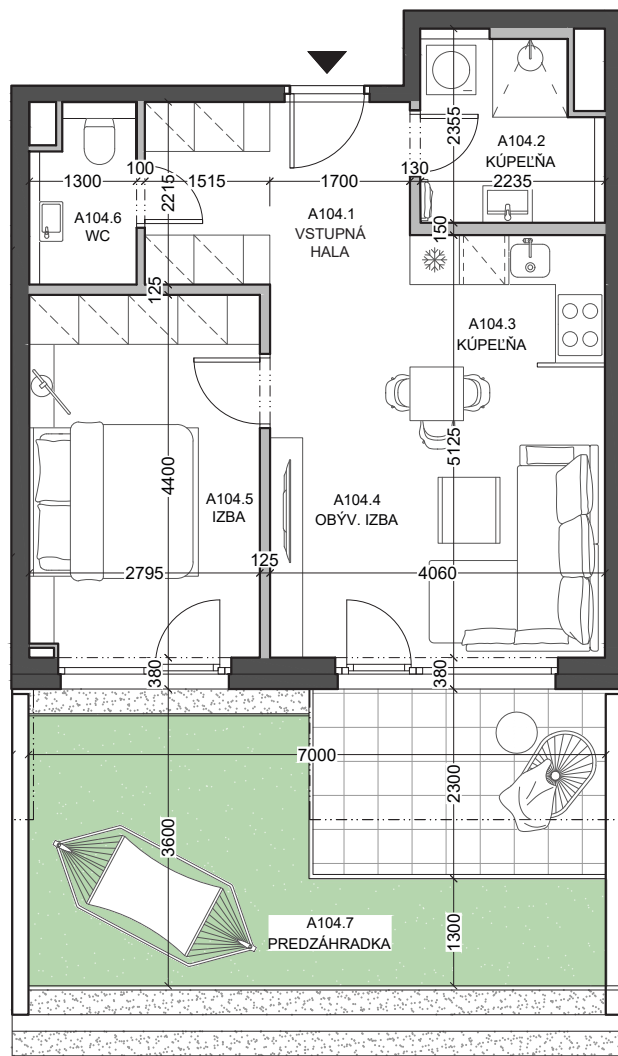 2355
A104.2
KÚPEĽŇA
130
2235
100
1300
1515
1700
2215
A104.6
WC
A104.1
VSTUPNÁ
HALA
150
125
A104.3
KÚPEĽŇA
5125
4400
A104.5
IZBA
A104.4
OBÝV. IZBA
2795
125
4060
380
380
7000
2300
3600
A104.7
PREDZÁHRADKA
1300